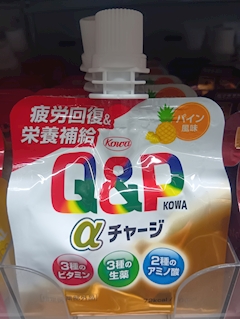 疲労回復&
栄養補給
Kowa
パイン
風味
Q&P
KOWA
αチャージ
3種の
ビタミン
3種の
生薬
2種の
アミノ酸